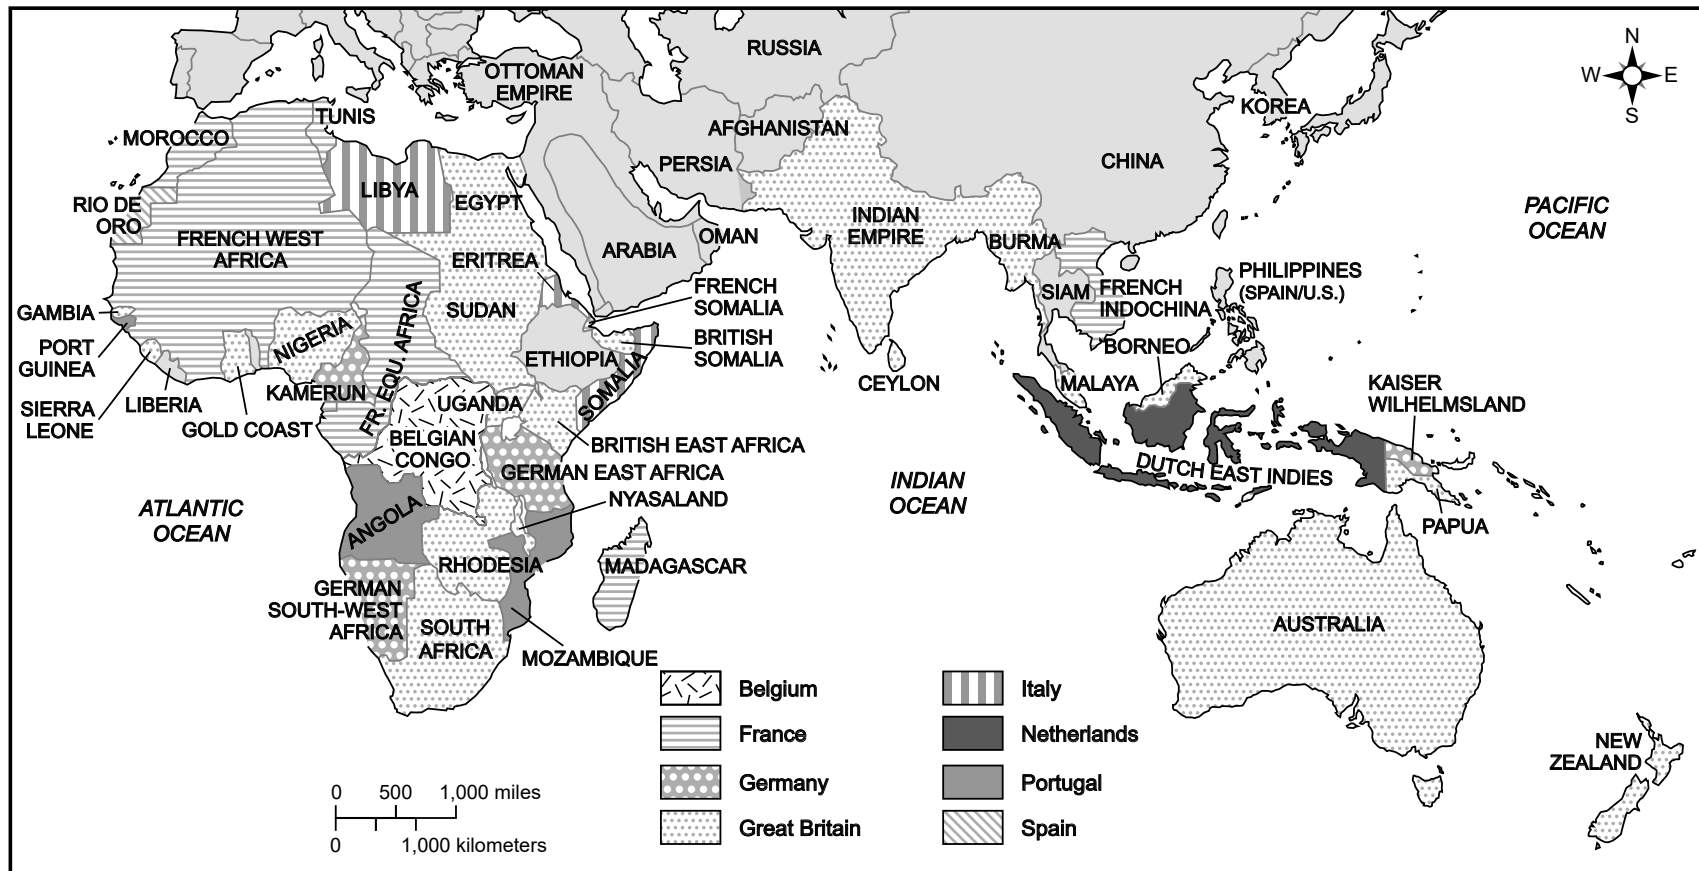 RUSSIA
N
W E
S
OTTOMAN
EMPIRE
KOREA
TUNIS
MOROCCO
AFGHANISTAN
PERSIA
CHINA
LIBYA
EGYPT
RIO DE
ORO
PACIFIC
OCEAN
INDIAN
EMPIRE
FRENCH WEST
AFRICA
OMAN
ARABIA
BURMA
ERITREA
PHILIPPINES
(SPAIN/U.S.)
FRENCH
SOMALIA
SIAM
FRENCH
INDOCHINA
GAMBIA
SUDAN
NIGERIA
FR. EQU. AFRICA
BRITISH
SOMALIA
PORT
GUINEA
ETHIOPIA
BORNEO
CEYLON
MALAYA
KAISER
WILHELMSLAND
KAMERUN
SOMALIA
UGANDA
SIERRA
LEONE
LIBERIA
GOLD COAST
BELGIAN
CONGO
BRITISH EAST AFRICA
GERMAN EAST AFRICA
DUTCH EAST INDIES
INDIAN
OCEAN
NYASALAND
ATLANTIC
OCEAN
ANGOLA
PAPUA
RHODESIA
MADAGASCAR
GERMAN
SOUTH-WEST
AFRICA
SOUTH
AFRICA
AUSTRALIA
MOZAMBIQUE
Belgium
France
Germany
Great Britain
Italy
Netherlands
Portugal
Spain
NEW
ZEALAND
0 500 1,000 miles
0 1,000 kilometers